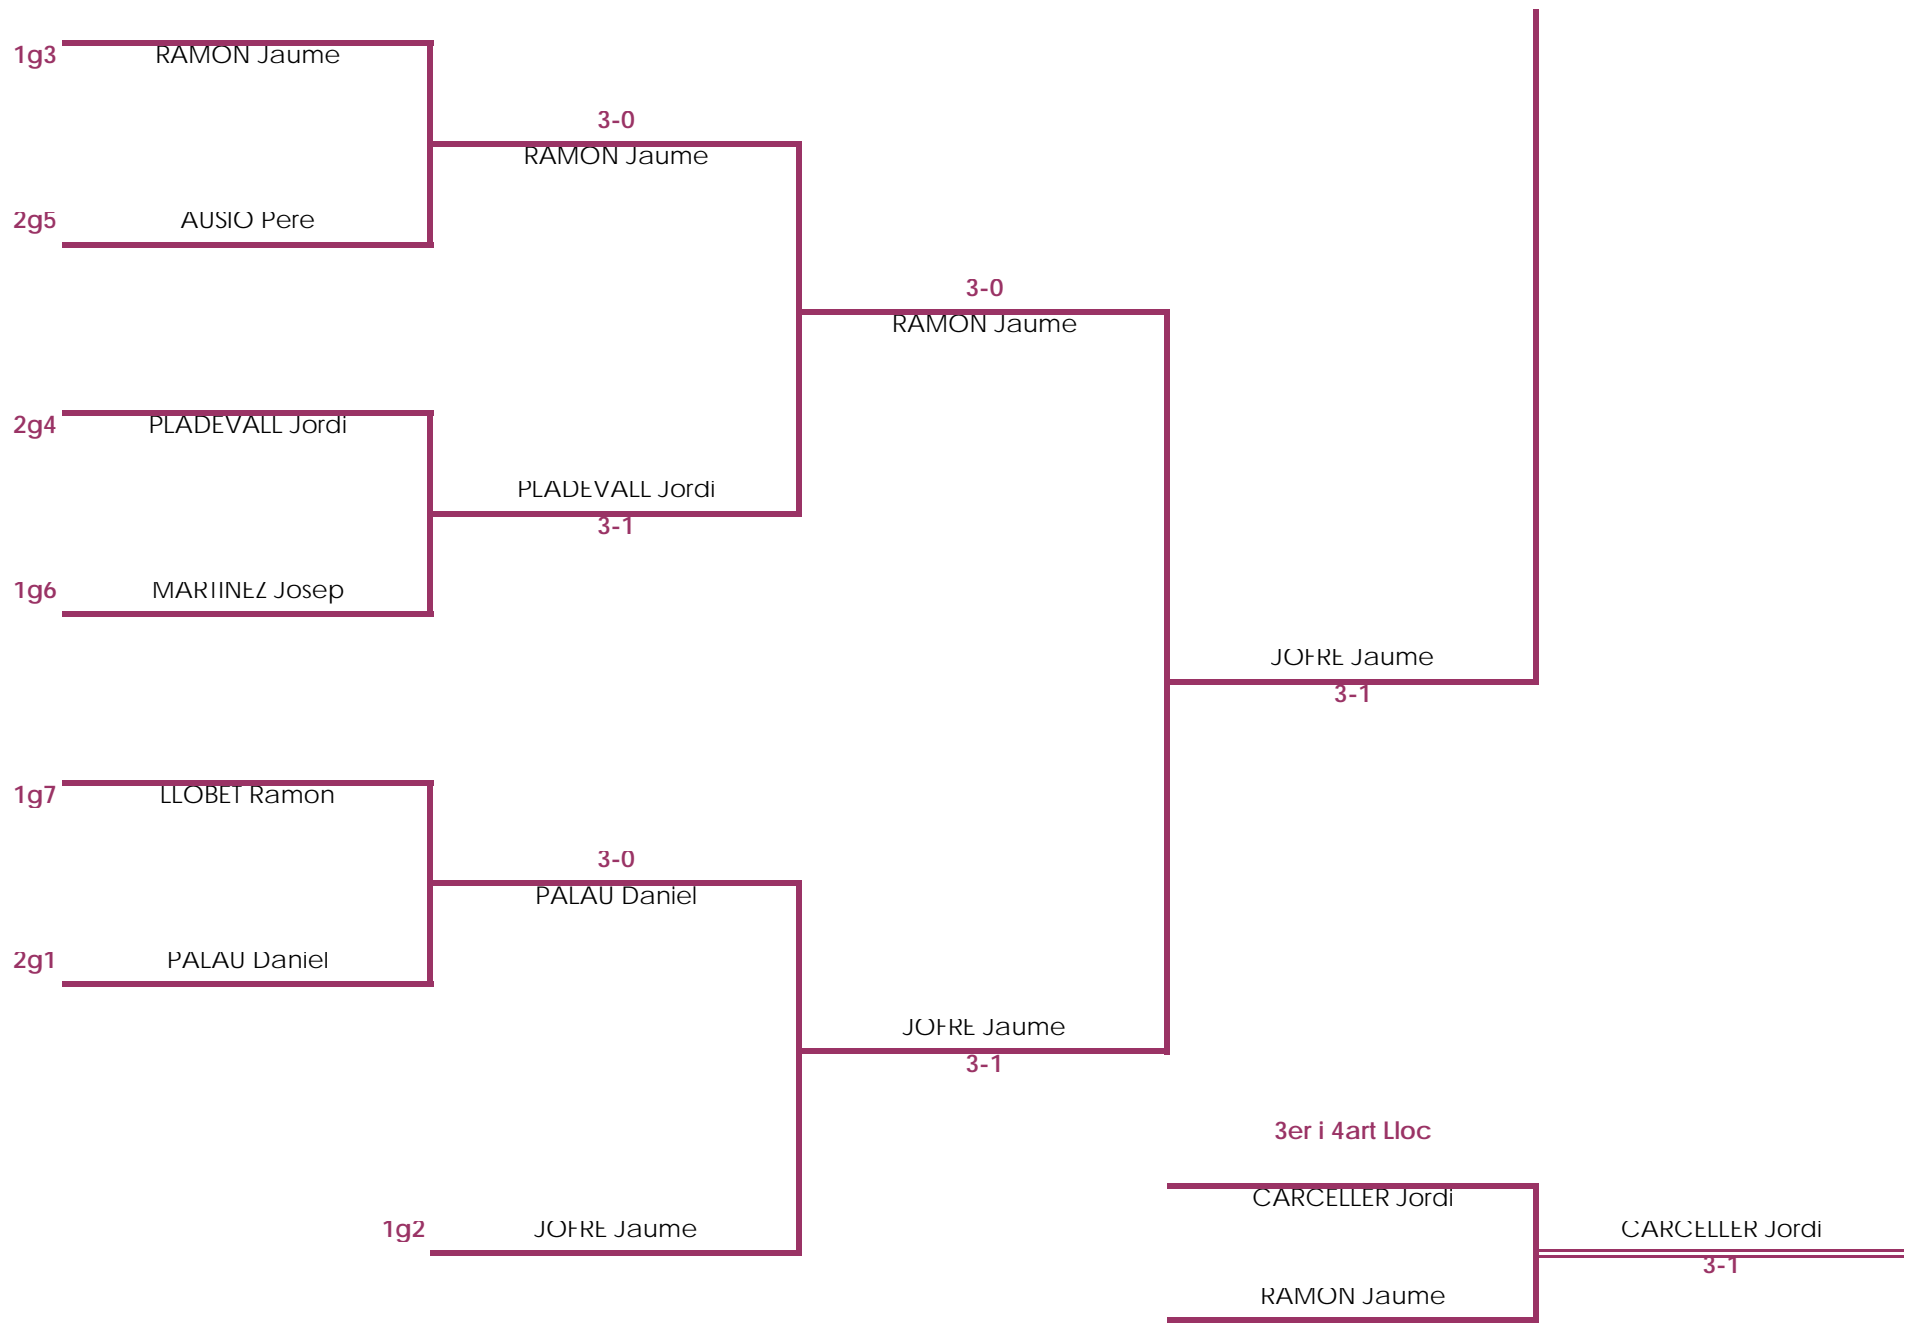 1g3 RAMON Jaume
3-0
RAMON Jaume
2g5 AUSIO Pere
3-0
RAMON Jaume
2g4 PLADEVALL Jordi
PLADEVALL Jordi
3-1
1g6 MARTINEZ Josep
JOFRE Jaume
3-1
1g7 LLOBET Ramon
3-0
PALAU Daniel
2g1 PALAU Daniel
JOFRE Jaume
3-1
3er i 4art Lloc
CARCELLER Jordi
1g2 JOFRE Jaume
CARCELLER Jordi
3-1
RAMON Jaume